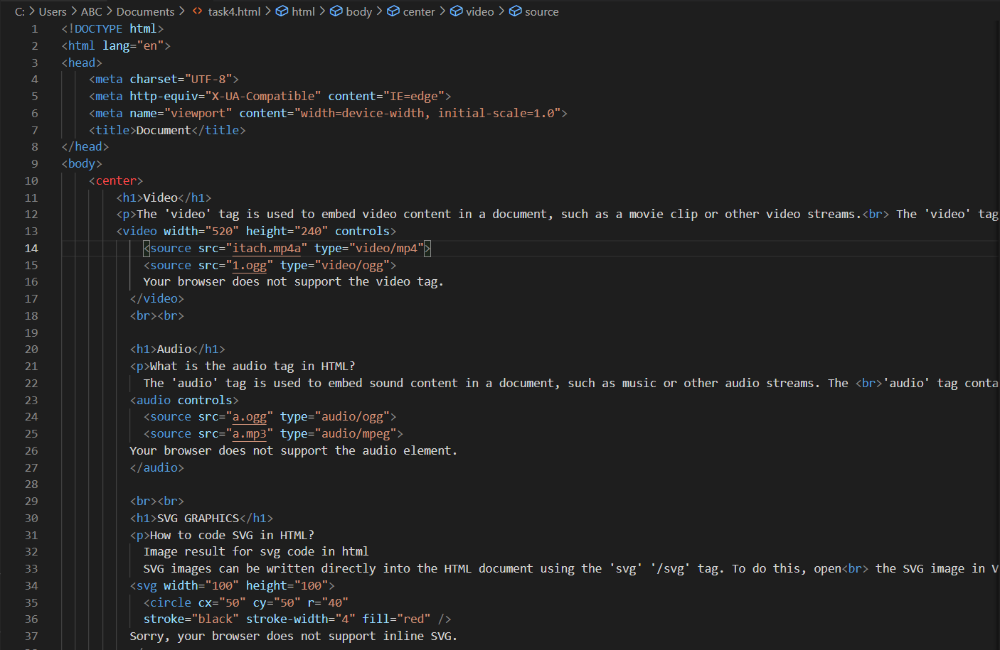 C: > Users > ABC > Documents > <> task4.html > html > body > center > video > source
1 <!DOCTYPE html>
2 <html lang="en">
3 <head>
4 <meta charset="UTF-8">
5 <meta http-equiv="X-UA-Compatible" content="IE=edge">
6 <meta name="viewport" content="width=device-width, initial-scale=1.0">
7 <title>Document</title>
8 </head>
9 <body>
10 <center>
11 <h1>Video</h1>
12 <p>The 'video' tag is used to embed video content in a document, such as a movie clip or other video streams.<br> The 'video' tag
13 <video width="520" height="240" controls>
14 <source src="itach.mp4a" type="video/mp4">
15 <source src="1.ogg" type="video/ogg">
16 Your browser does not support the video tag.
17 </video>
18 <br><br>
19
20 <h1>Audio</h1>
21 <p>What is the audio tag in HTML?
22 The 'audio' tag is used to embed sound content in a document, such as music or other audio streams. The <br>'audio' tag conta
23 <audio controls>
24 <source src="a.ogg" type="audio/ogg">
25 <source src="a.mp3" type="audio/mpeg">
26 Your browser does not support the audio element.
27 </audio>
28
29 <br><br>
30 <h1>SVG GRAPHICS</h1>
31 <p>How to code SVG in HTML?
32 Image result for svg code in html
33 SVG images can be written directly into the HTML document using the 'svg' '/svg' tag. To do this, open<br> the SVG image in V
34 <svg width="100" height="100">
35 <circle cx="50" cy="50" r="40"
36 stroke="black" stroke-width="4" fill="red" />
37 Sorry, your browser does not support inline SVG.